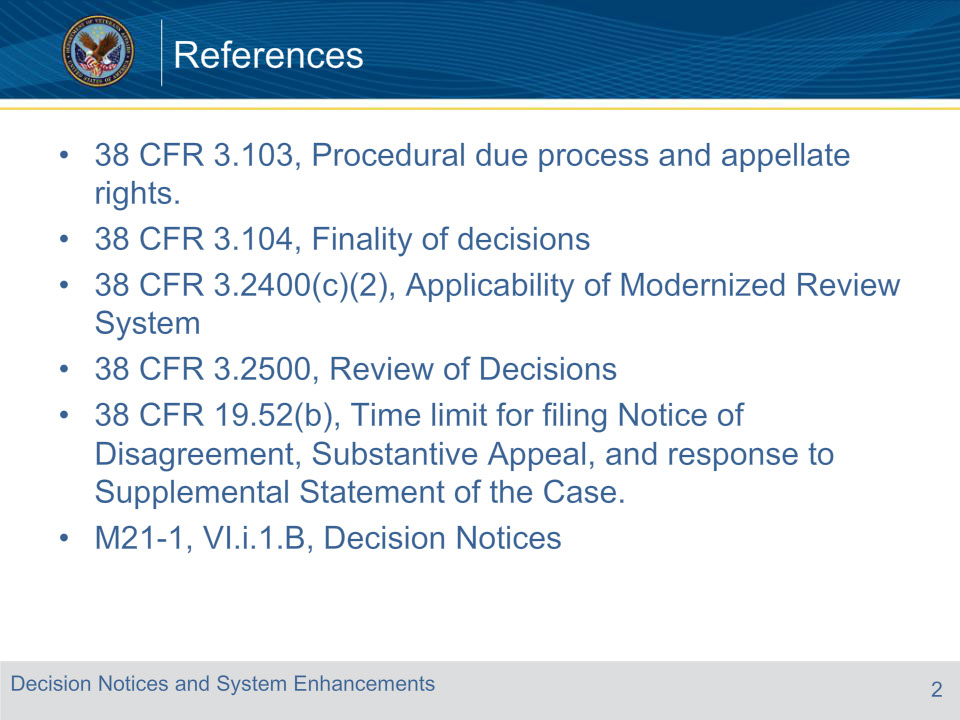 References
• 38 CFR 3.103, Procedural due process and appellate
rights.
• 38 CFR 3.104, Finality of decisions
• 38 CFR 3.2400(c)(2), Applicability of Modernized Review
System
• 38 CFR 3.2500, Review of Decisions
• 38 CFR 19.52(b), Time limit for filing Notice of
Disagreement, Substantive Appeal, and response to
Supplemental Statement of the Case.
• M21-1, VI.i.1.B, Decision Notices
Decision Notices and System Enhancements
2